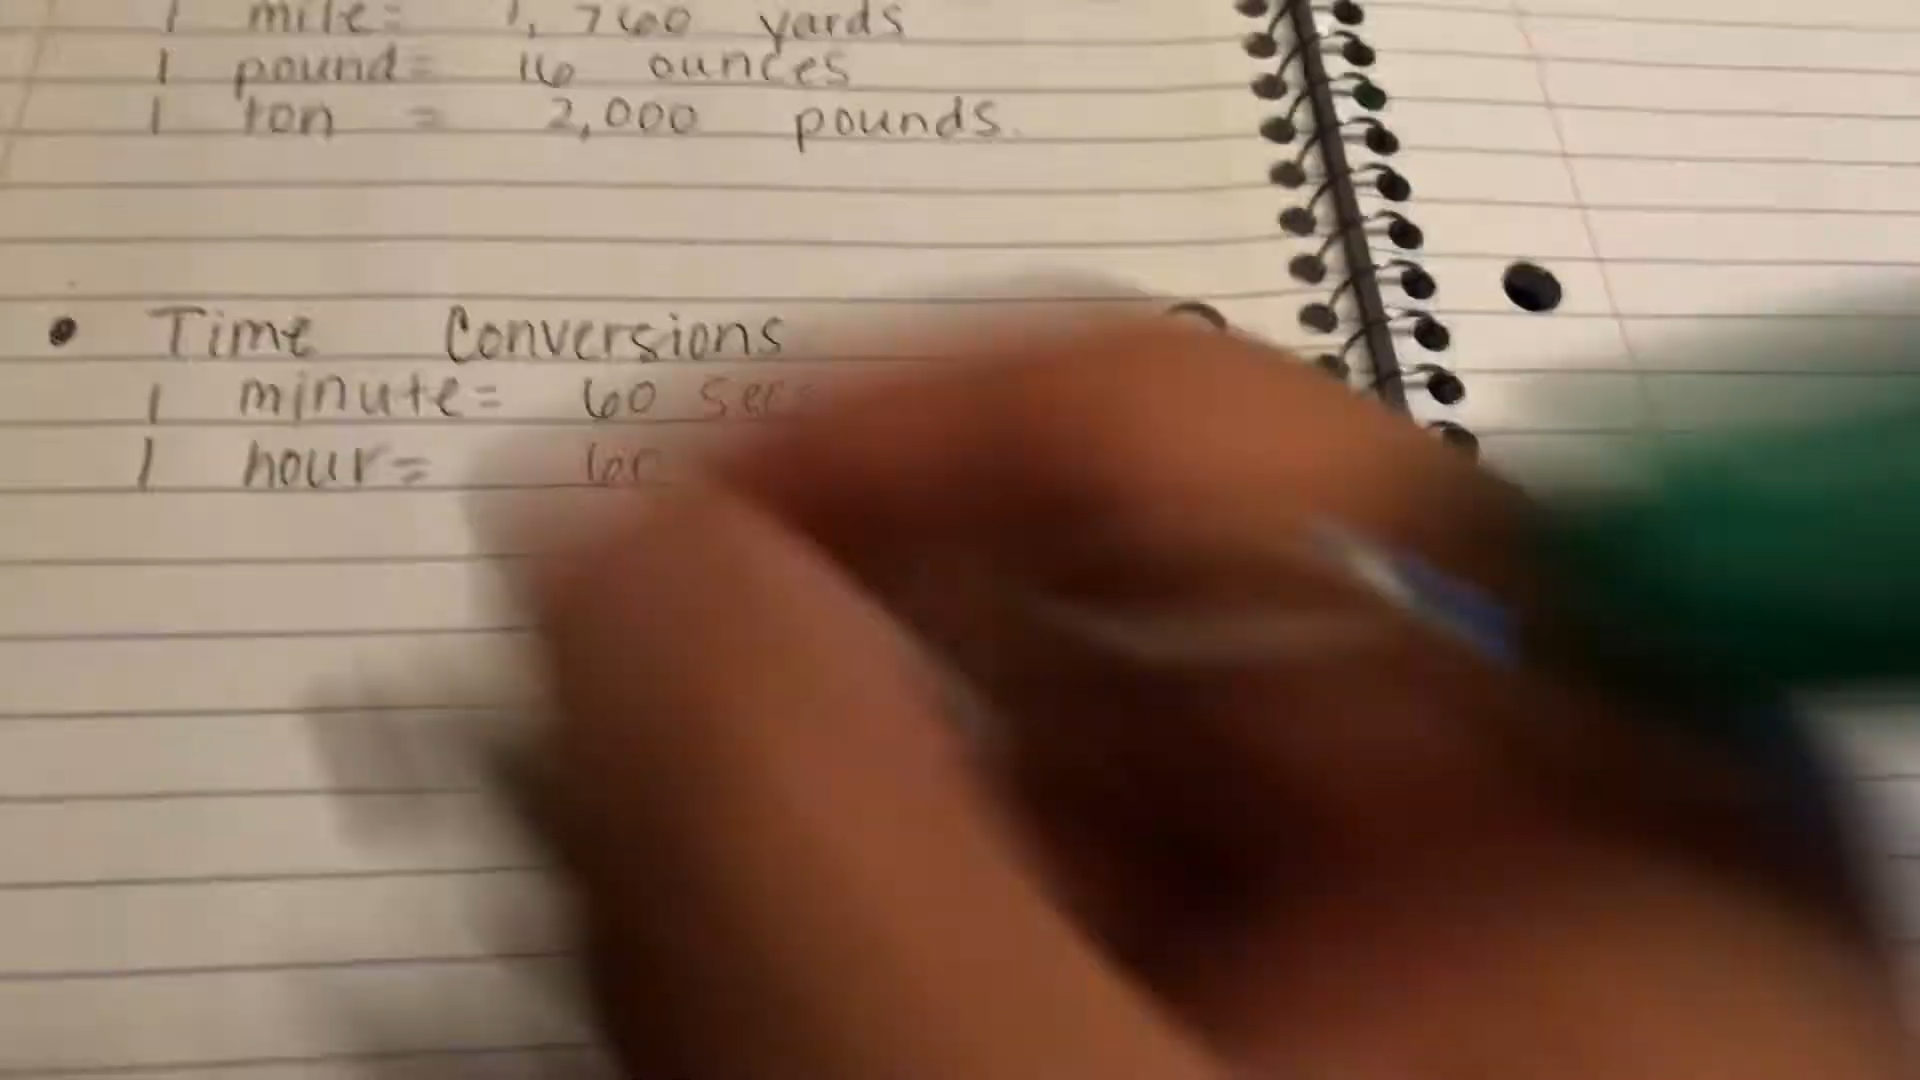 1 mile= 1,760 yards
1 pound= 16 ounces
1 ton = 2,000 pounds.
• Time Conversions
1 minute= 60
1 hour= 60